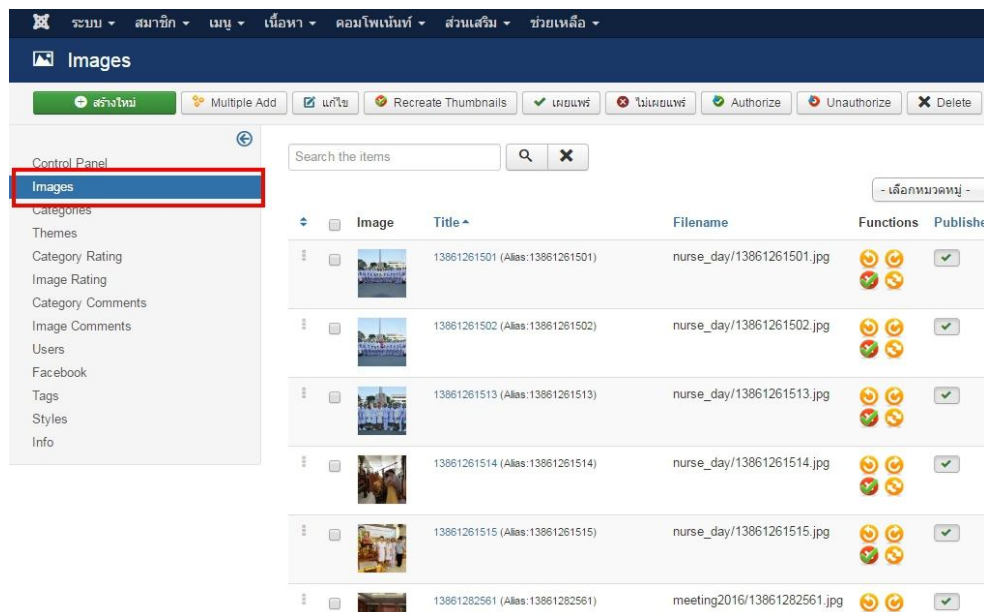 ระบบ สมาชิก เมนู เนื้อหา คอมโพเน้นท์ ส่วนเสริม ช่วยเหลือ
Images
สร้างใหม่ Multiple Add แก้ไข Recreate Thumbnails เผยแพร่ ไม่เผยแพร่ Authorize Unauthorize Delete
Control Panel
Images
Categories
Themes
Category Rating
Image Rating
Category Comments
Image Comments
Users
Facebook
Tags
Styles
Info
Search the items
- เลือกหมวดหมู่ -
Image Title Filename Functions Publishe
13861261501 (Alias:13861261501) nurse_day/13861261501.jpg
13861261502 (Alias:13861261502) nurse_day/13861261502.jpg
13861261513 (Alias:13861261513) nurse_day/13861261513.jpg
13861261514 (Alias:13861261514) nurse_day/13861261514.jpg
13861261515 (Alias:13861261515) nurse_day/13861261515.jpg
13861282561 (Alias:13861282561) meeting2016/13861282561.jpg